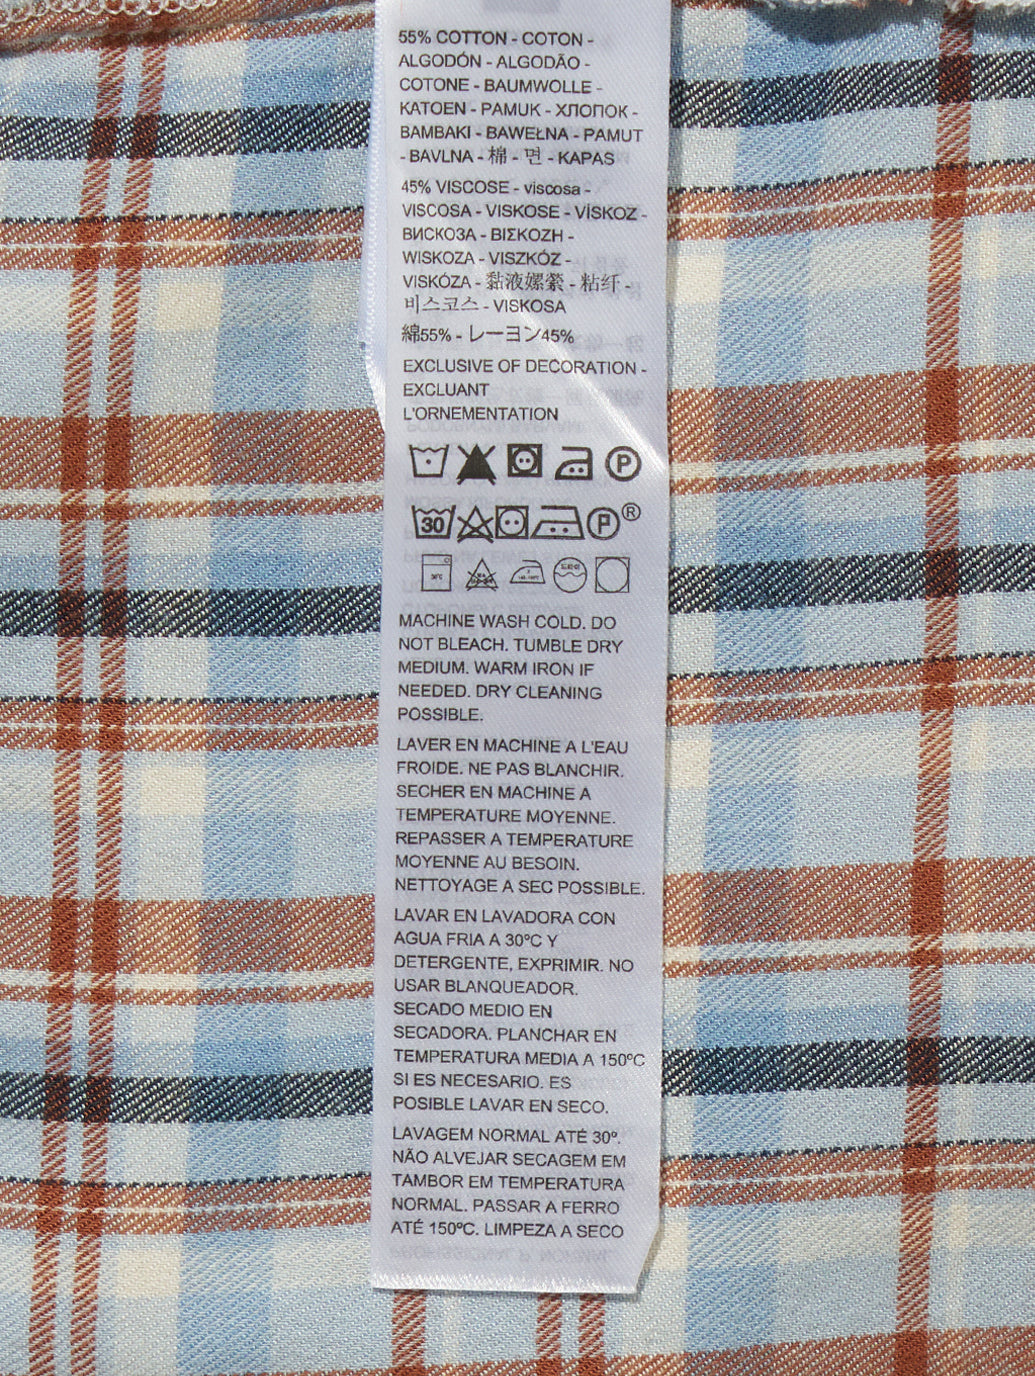 55% COTTON - COTON -
ALGODÓN - ALGODÃO -
COTONE - BAUMWOLLE -
KATOEN - PAMUK - ХЛОПОК -
BAMBAKI - BAWEŁNA - PAMUT
- BAVLNA - 棉 - 면 - KAPAS
45% VISCOSE - viscosa -
VISCOSA - VISKOSE - VİSKOZ -
ВИСКОЗА - ΒΙΣΚΟΖΗ -
WISKOZA - VISZKÓZ -
VISKÓZA - 黏液嫘縈 - 粘纤 -
비스코스 - VISKOSA
綿55% - レーヨン45%
EXCLUSIVE OF DECORATION -
EXCLUANT
L'ORNEMENTATION
P
30 P ®
MACHINE WASH COLD. DO
NOT BLEACH. TUMBLE DRY
MEDIUM. WARM IRON IF
NEEDED. DRY CLEANING
POSSIBLE.
LAVER EN MACHINE A L'EAU
FROIDE. NE PAS BLANCHIR.
SECHER EN MACHINE A
TEMPERATURE MOYENNE.
REPASSER A TEMPERATURE
MOYENNE AU BESOIN.
NETTOYAGE A SEC POSSIBLE.
LAVAR EN LAVADORA CON
AGUA FRIA A 30ºC Y
DETERGENTE, EXPRIMIR. NO
USAR BLANQUEADOR.
SECADO MEDIO EN
SECADORA. PLANCHAR EN
TEMPERATURA MEDIA A 150ºC
SI ES NECESARIO. ES
POSIBLE LAVAR EN SECO.
LAVAGEM NORMAL ATÉ 30º.
NÃO ALVEJAR SECAGEM EM
TAMBOR EM TEMPERATURA
NORMAL. PASSAR A FERRO
ATÉ 150ºC. LIMPEZA A SECO